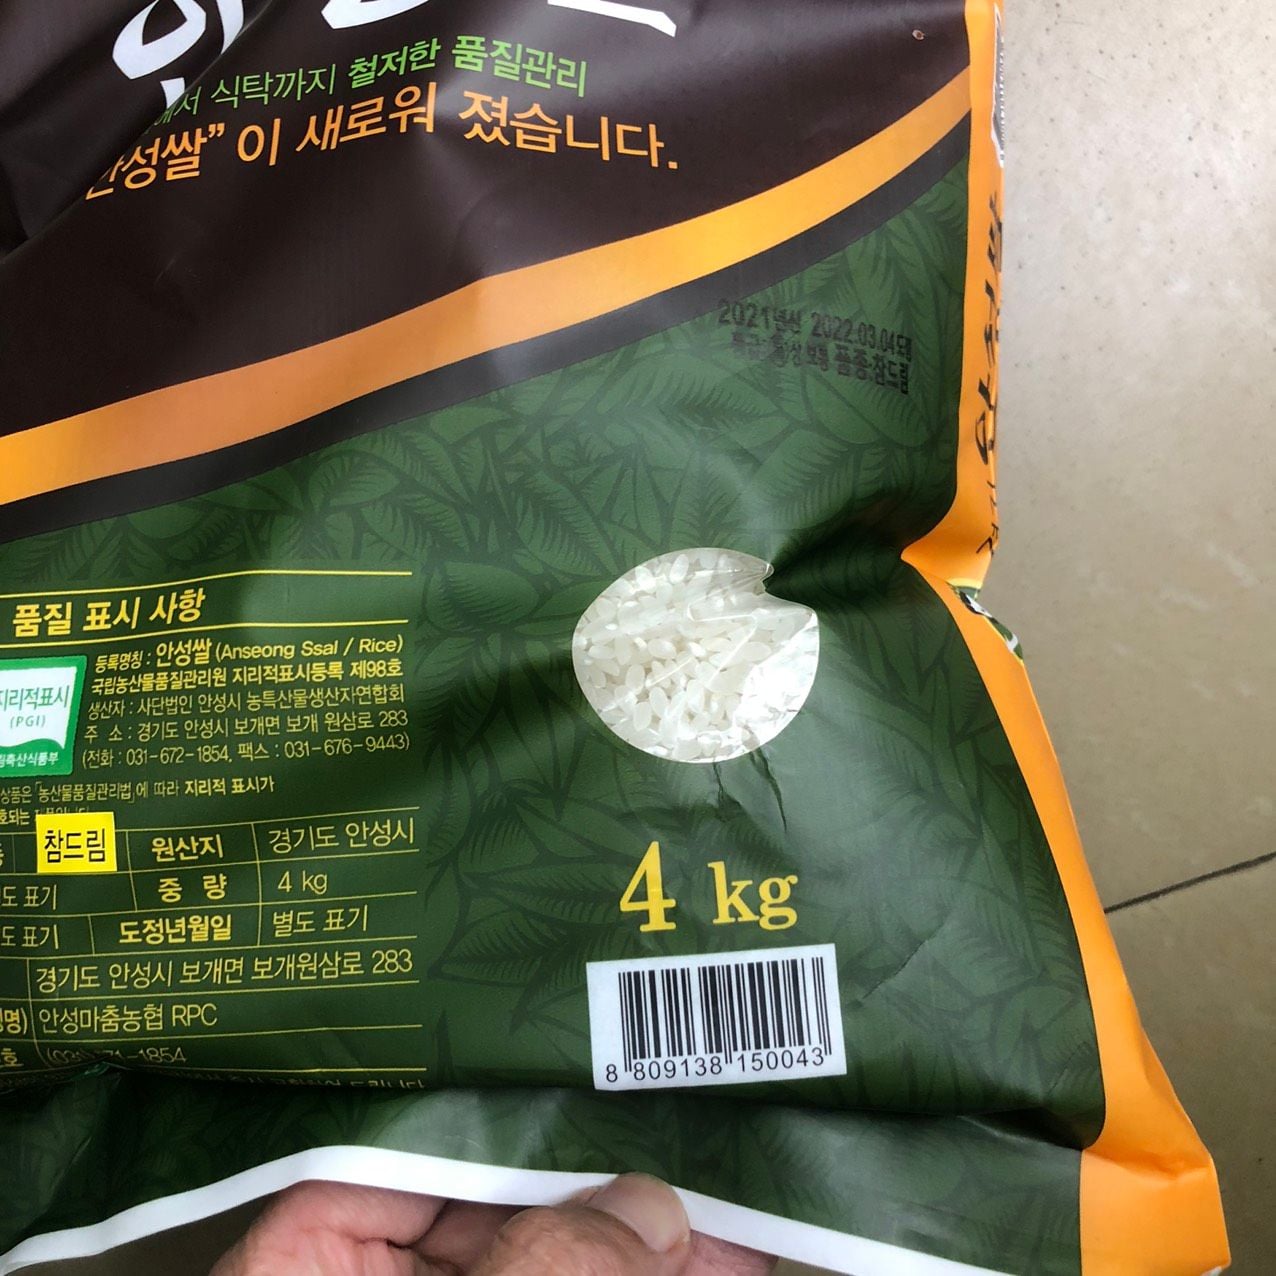 식탁까지 철저한 품질관리
안성쌀”이 새로워 졌습니다.
2021년산 2022.03.04도
품종:참드림
품질 표시 사항
지리적표시
(PGI)
등록명칭 : 안성쌀 (Anseong Ssal / Rice)
국립농산물품질관리원 지리적표시등록 제98호
생산자 : 사단법인 안성시 농특산물생산자연합회
주 소 : 경기도 안성시 보개면 보개 원삼로 283
(전화 : 031-672-1854, 팩스 : 031-676-9443)
상품은 「농산물품질관리법」에 따라 지리적 표시가
참드림 원산지 경기도 안성시
도 표기 중 량 4 kg
도 표기 도정년월일 별도 표기
경기도 안성시 보개면 보개원삼로 283
안성마춤농협 RPC
4 kg
8 809138 150043